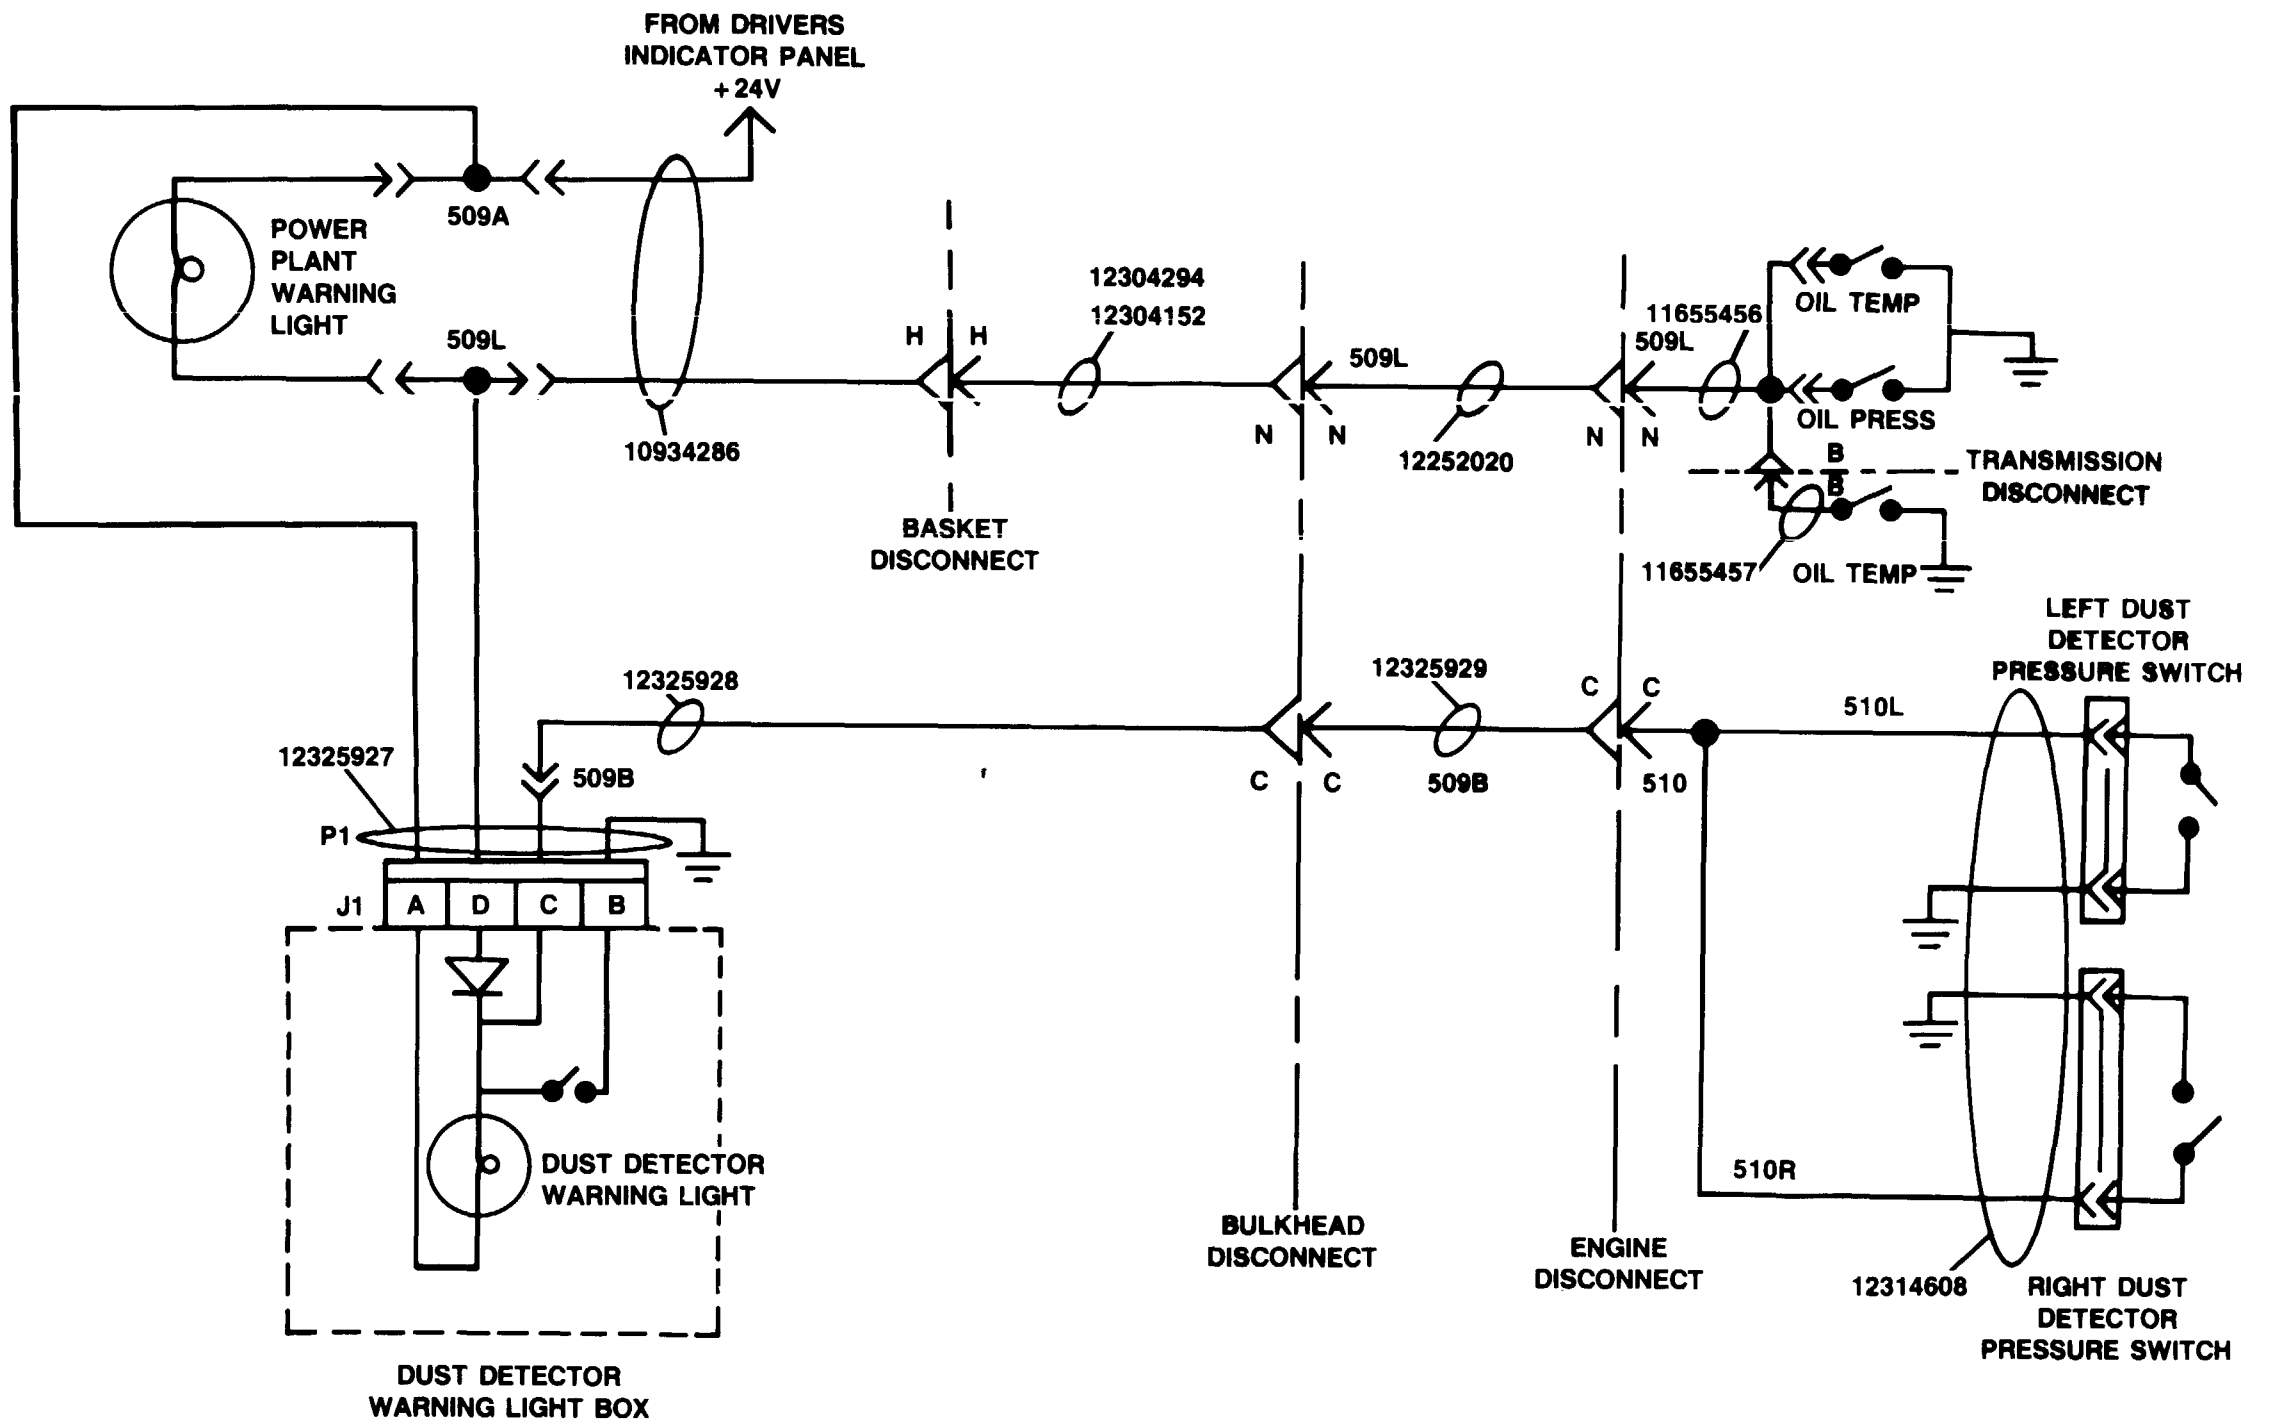 FROM DRIVERS
INDICATOR PANEL
+24V
509A
POWER
PLANT
WARNING
LIGHT
509L
10934286
H H
12304294
12304152
BASKET
DISCONNECT
509L
N N
12252020
11655456
509L
N N
OIL TEMP
OIL PRESS
B
B
TRANSMISSION
DISCONNECT
11655457
OIL TEMP
LEFT DUST
DETECTOR
PRESSURE SWITCH
12325928
12325929
C C
510L
12325927
509B
C C
509B
510
P1
J1 A D C B
DUST DETECTOR
WARNING LIGHT
510R
BULKHEAD
DISCONNECT
ENGINE
DISCONNECT
12314608
RIGHT DUST
DETECTOR
PRESSURE SWITCH
DUST DETECTOR
WARNING LIGHT BOX